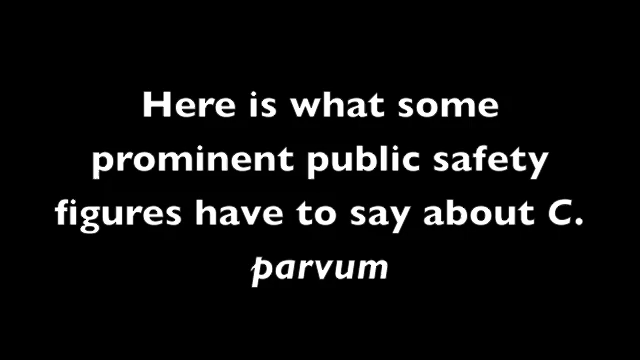 Here is what some
prominent public safety
figures have to say about C.
parvum